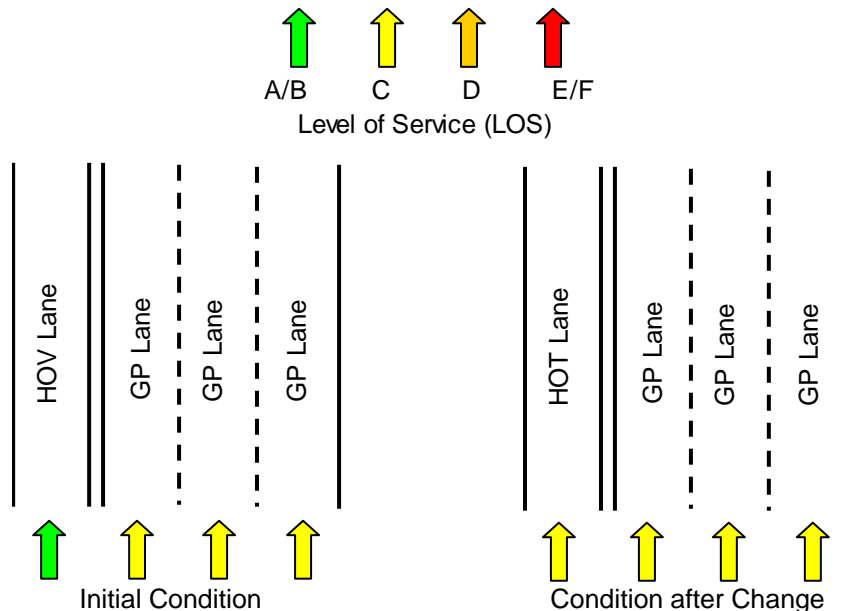 A/B C D E/F
Level of Service (LOS)
HOV Lane
GP Lane
GP Lane
GP Lane
HOT Lane
GP Lane
GP Lane
GP Lane
Initial Condition
Condition after Change